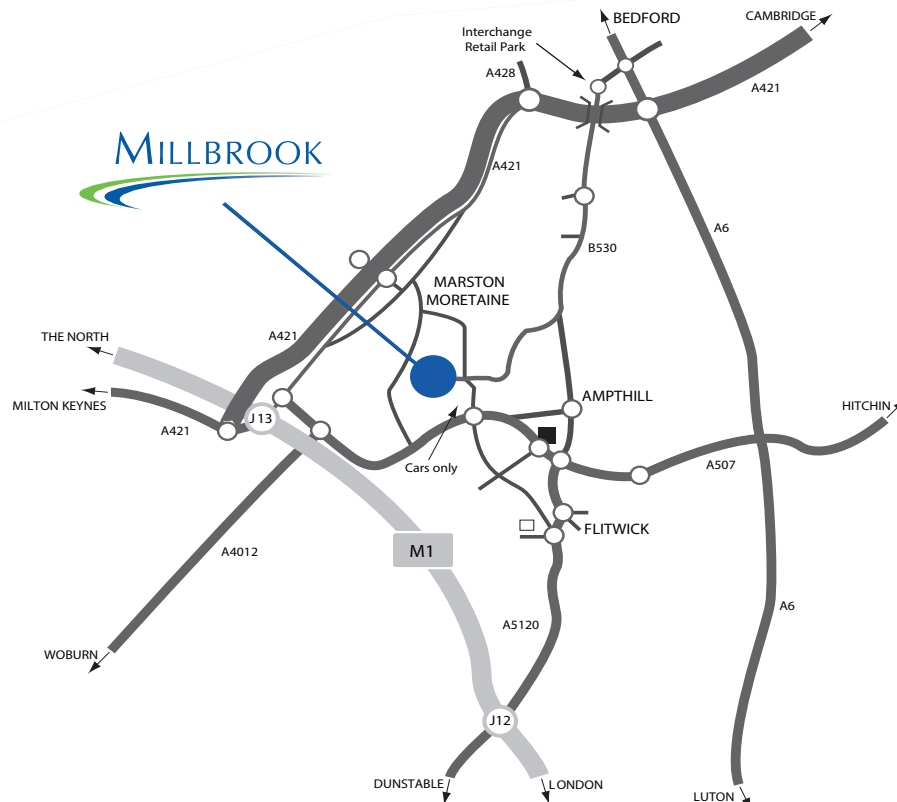 BEDFORD
CAMBRIDGE
Interchange
Retail Park
A428
A421
MILLBROOK
A421
A6
B530
MARSTON
MORETAINE
THE NORTH
A421
MILTON KEYNES
AMPTHILL
HITCHIN
J13
A421
Cars only
A507
FLITWICK
M1
A4012
A6
A5120
WOBURN
J12
DUNSTABLE
LONDON
LUTON